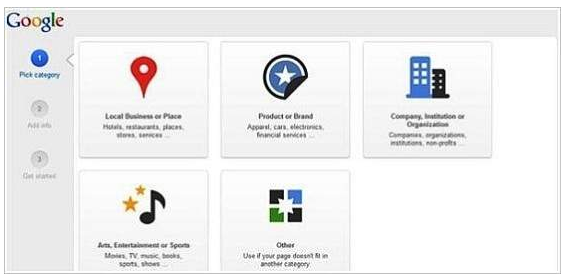 Google
1
Pick category
2
Add info
3
Get started
Local Business or Place
Hotels, restaurants, places,
stores, services ...
Product or Brand
Apparel, cars, electronics,
financial services ...
Company, Institution or
Organization
Companies, organizations,
institutions, non-profits ...
Arts, Entertainment or Sports
Movies, TV, music, books,
sports, shows ...
Other
Use if your page doesn't fit in
another category